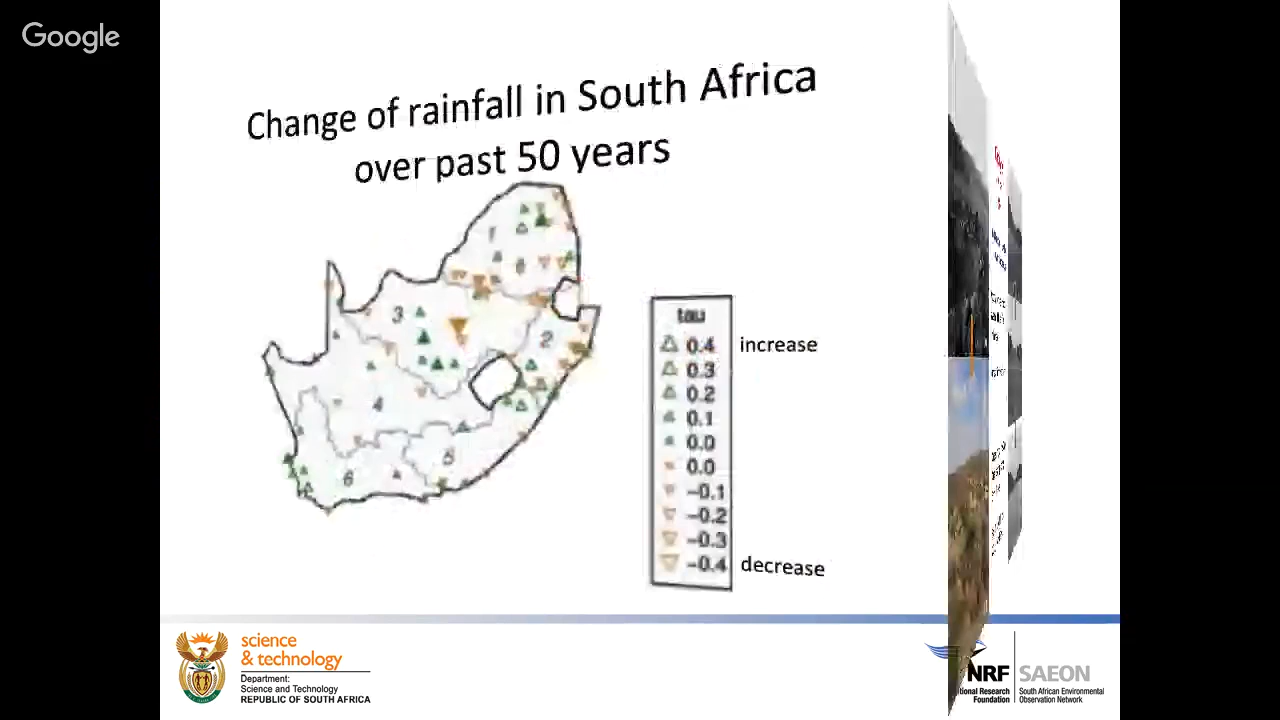 Google
Change of rainfall in South Africa
over past 50 years
1
6
3
2
4
5
6
tau
0.4 increase
0.3
0.2
0.1
0.0
0.0
−0.1
−0.2
−0.3
−0.4 decrease
science
& technology
Department:
Science and Technology
REPUBLIC OF SOUTH AFRICA
NRF SAEON
Research
Foundation
South African Environmental
Observation Network